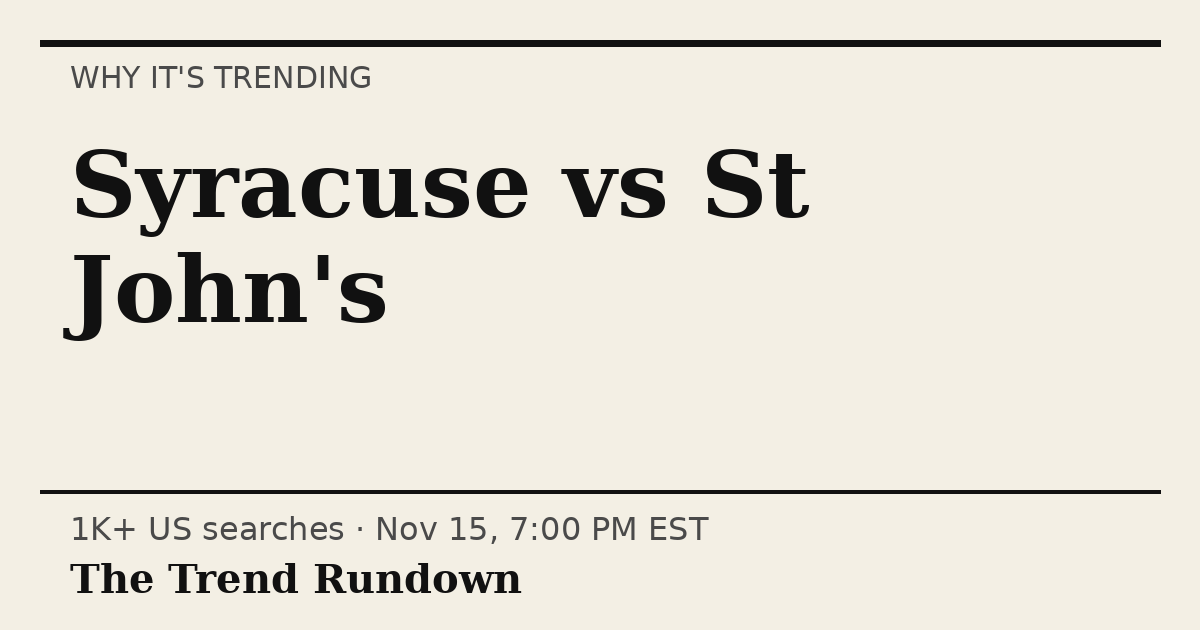 WHY IT'S TRENDING
Syracuse vs St
John's
1K+ US searches · Nov 15, 7:00 PM EST
The Trend Rundown